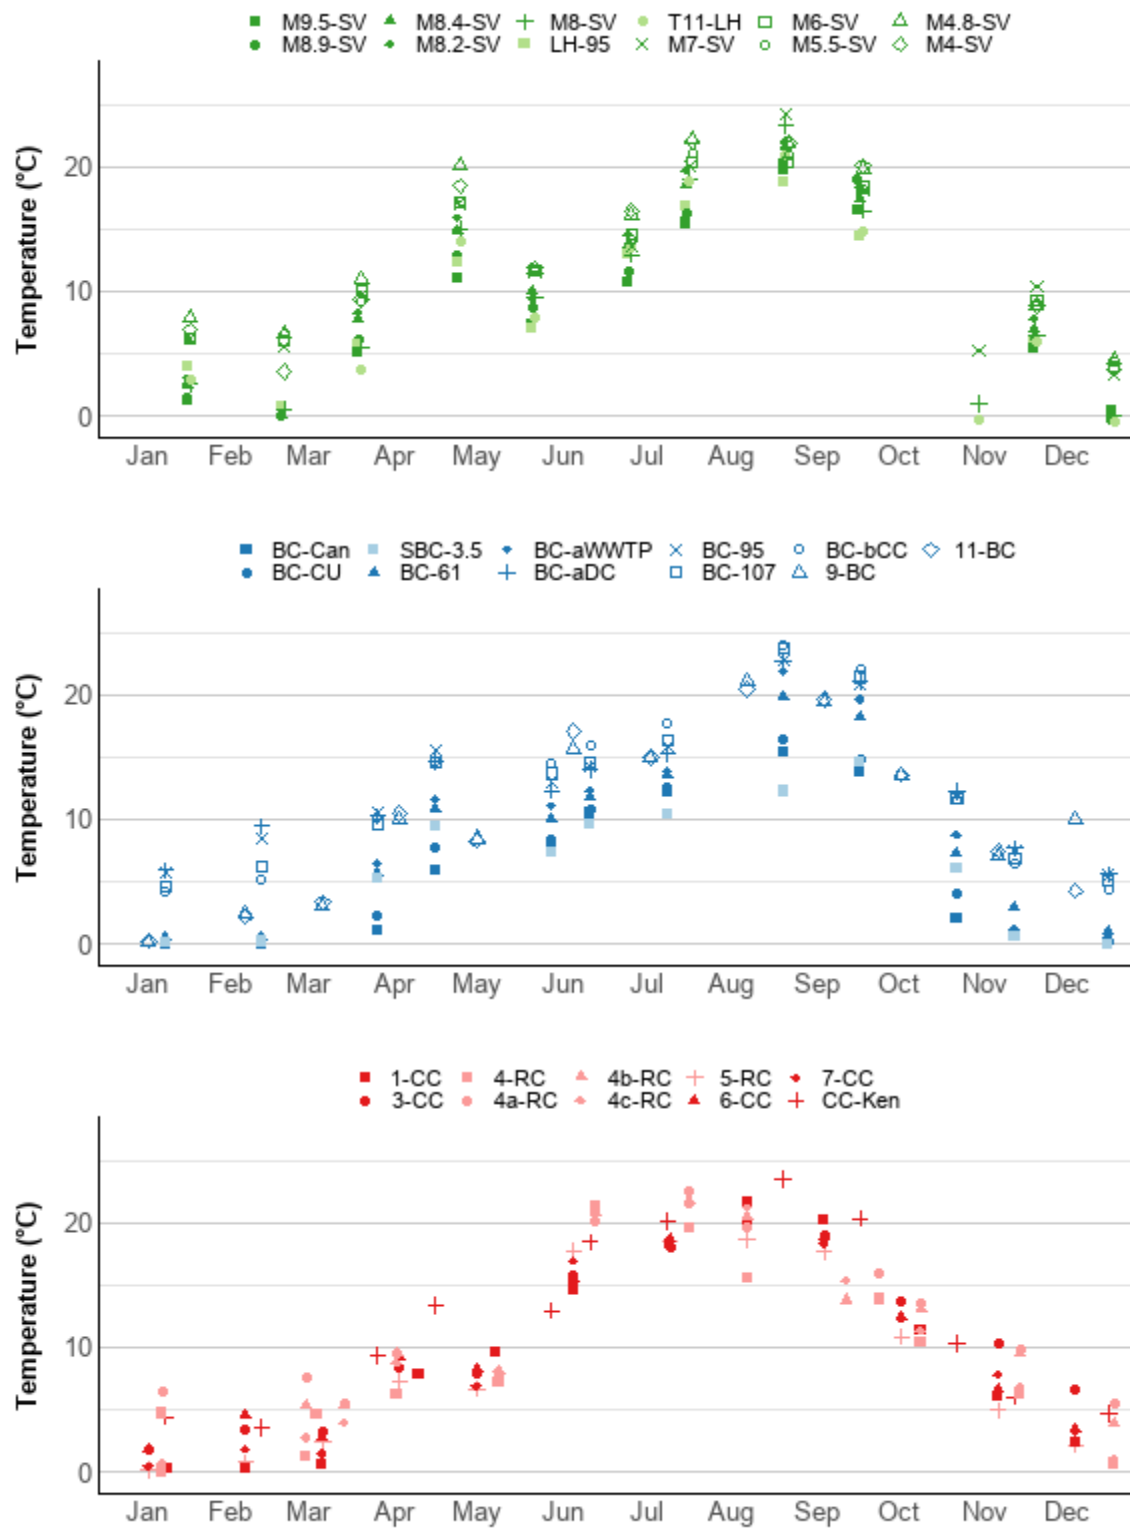 M9.5-SV M8.4-SV M8-SV T11-LH M6-SV M4.8-SV
M8.9-SV M8.2-SV LH-95 M7-SV M5.5-SV M4-SV
Temperature (°C)
20
10
0
Jan Feb Mar Apr May Jun Jul Aug Sep Oct Nov Dec
BC-Can SBC-3.5 BC-aWWTP BC-95 BC-bCC 11-BC
BC-CU BC-61 BC-aDC BC-107 9-BC
Temperature (°C)
20
10
0
Jan Feb Mar Apr May Jun Jul Aug Sep Oct Nov Dec
1-CC 4-RC 4b-RC 5-RC 7-CC
3-CC 4a-RC 4c-RC 6-CC CC-Ken
Temperature (°C)
20
10
0
Jan Feb Mar Apr May Jun Jul Aug Sep Oct Nov Dec